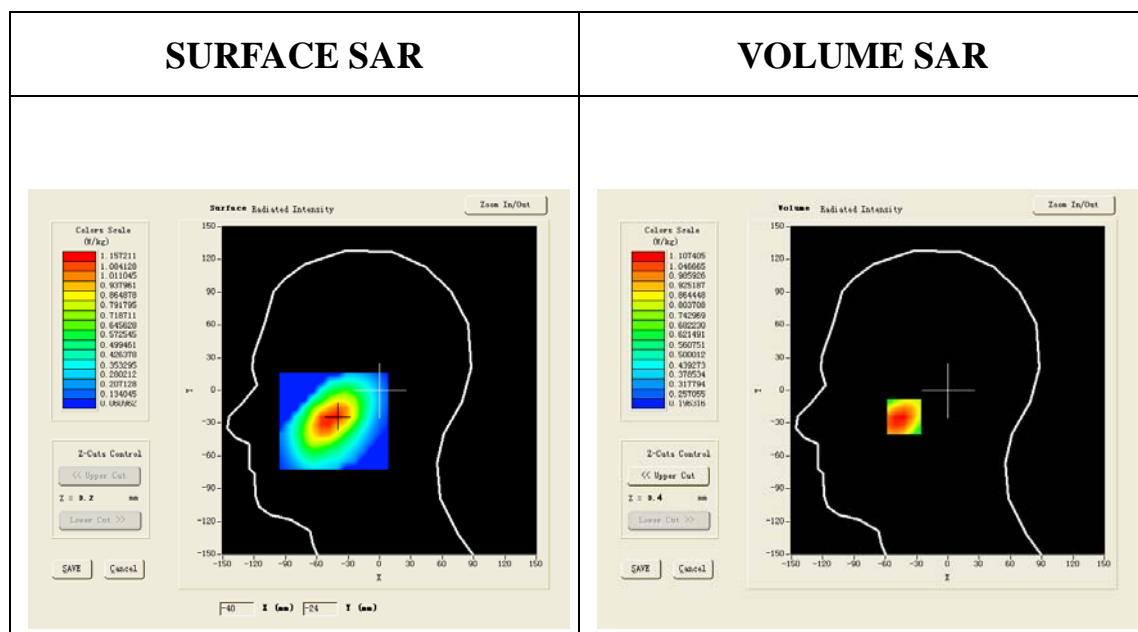 SURFACE SAR
VOLUME SAR
Surface Radiated Intensity
Zoom In/Out
Colors Scale
(W/kg)
1.157211
1.084128
1.011045
0.937961
0.864878
0.791795
0.718711
0.645628
0.572545
0.499461
0.426378
0.353295
0.280212
0.207128
0.134045
0.060962
150
120
90
60
30
0
-30
-60
-90
-120
-150
Y
-150 -120 -90 -60 -30 0 30 60 90 120 150
X
Z-Cuts Control
<< Upper Cut
Z = 0.2 mm
Lower Cut >>
SAVE Cancel
-40 X (mm) -24 Y (mm)
Volume Radiated Intensity
Zoom In/Out
Colors Scale
(W/kg)
1.107405
1.046665
0.985926
0.925187
0.864448
0.803708
0.742969
0.682230
0.621491
0.560751
0.500012
0.439273
0.378534
0.317794
0.257055
0.196316
150
120
90
60
30
0
-30
-60
-90
-120
-150
Y
-150 -120 -90 -60 -30 0 30 60 90 120 150
X
Z-Cuts Control
<< Upper Cut
Z = 0.4 mm
Lower Cut >>
SAVE Cancel